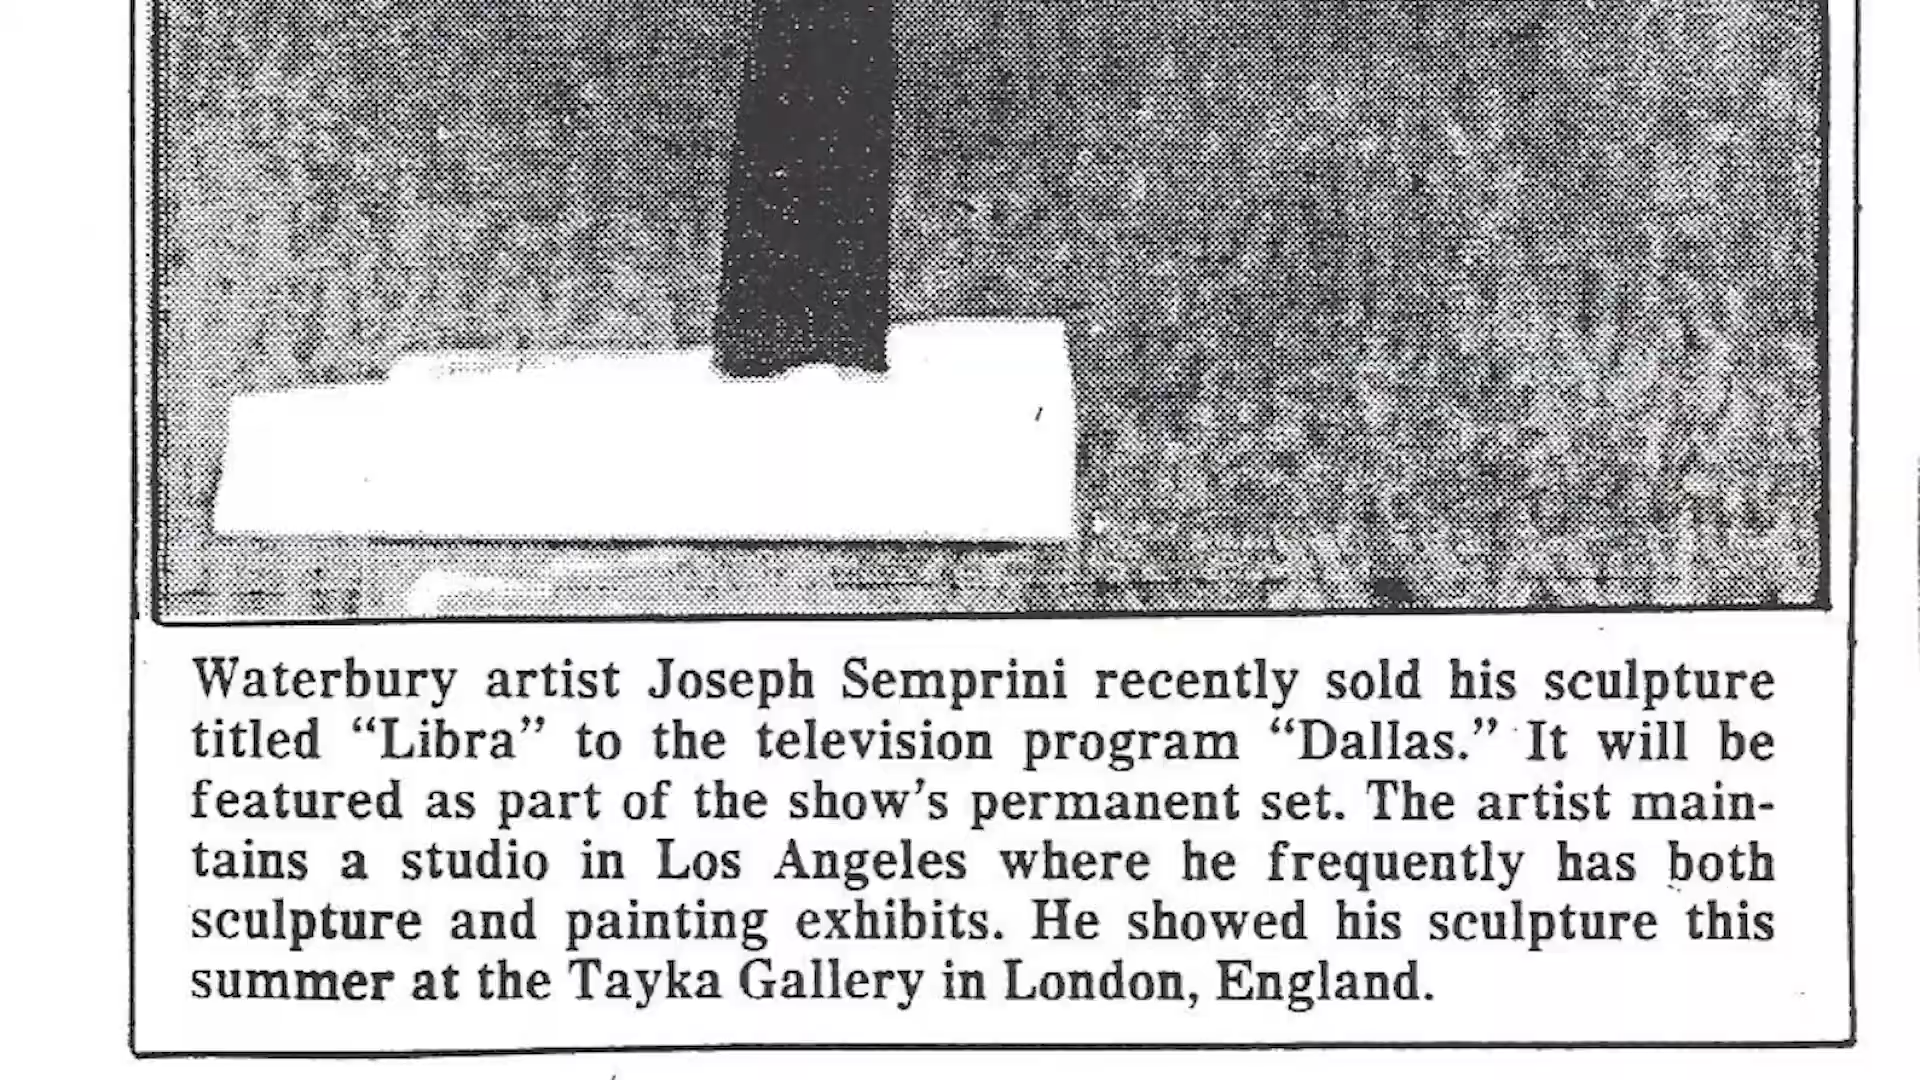 Waterbury artist Joseph Semprini recently sold his sculpture
titled “Libra” to the television program “Dallas.” It will be
featured as part of the show’s permanent set. The artist main-
tains a studio in Los Angeles where he frequently has both
sculpture and painting exhibits. He showed his sculpture this
summer at the Tayka Gallery in London, England.